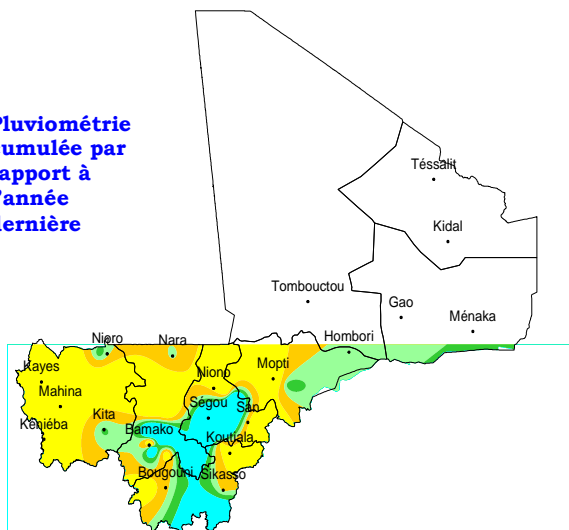 Pluviométrie
cumulée par
rapport à
l'année
dernière
Téssalit
Kidal
Tombouctou
Gao
Ménaka
Hombori
Nioro
Nara
Kayes
Mopti
Niono
Mahina
Ségou
San
Kita
Bamako
Kéniéba
Koutiala
Bougouni
Sikasso